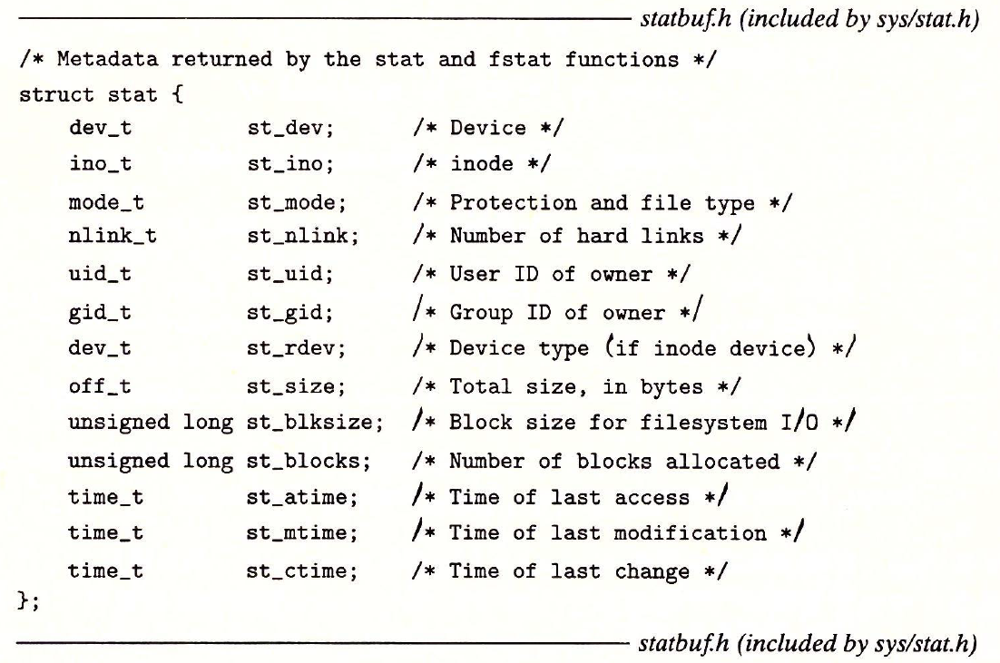 statbuf.h (included by sys/stat.h)
/* Metadata returned by the stat and fstat functions */
struct stat {
    dev_t         st_dev;      /* Device */
    ino_t         st_ino;      /* inode */
    mode_t        st_mode;     /* Protection and file type */
    nlink_t       st_nlink;    /* Number of hard links */
    uid_t         st_uid;      /* User ID of owner */
    gid_t         st_gid;      /* Group ID of owner */
    dev_t         st_rdev;     /* Device type (if inode device) */
    off_t         st_size;     /* Total size, in bytes */
    unsigned long st_blksize;  /* Block size for filesystem I/O */
    unsigned long st_blocks;   /* Number of blocks allocated */
    time_t        st_atime;    /* Time of last access */
    time_t        st_mtime;    /* Time of last modification */
    time_t        st_ctime;    /* Time of last change */
};
statbuf.h (included by sys/stat.h)